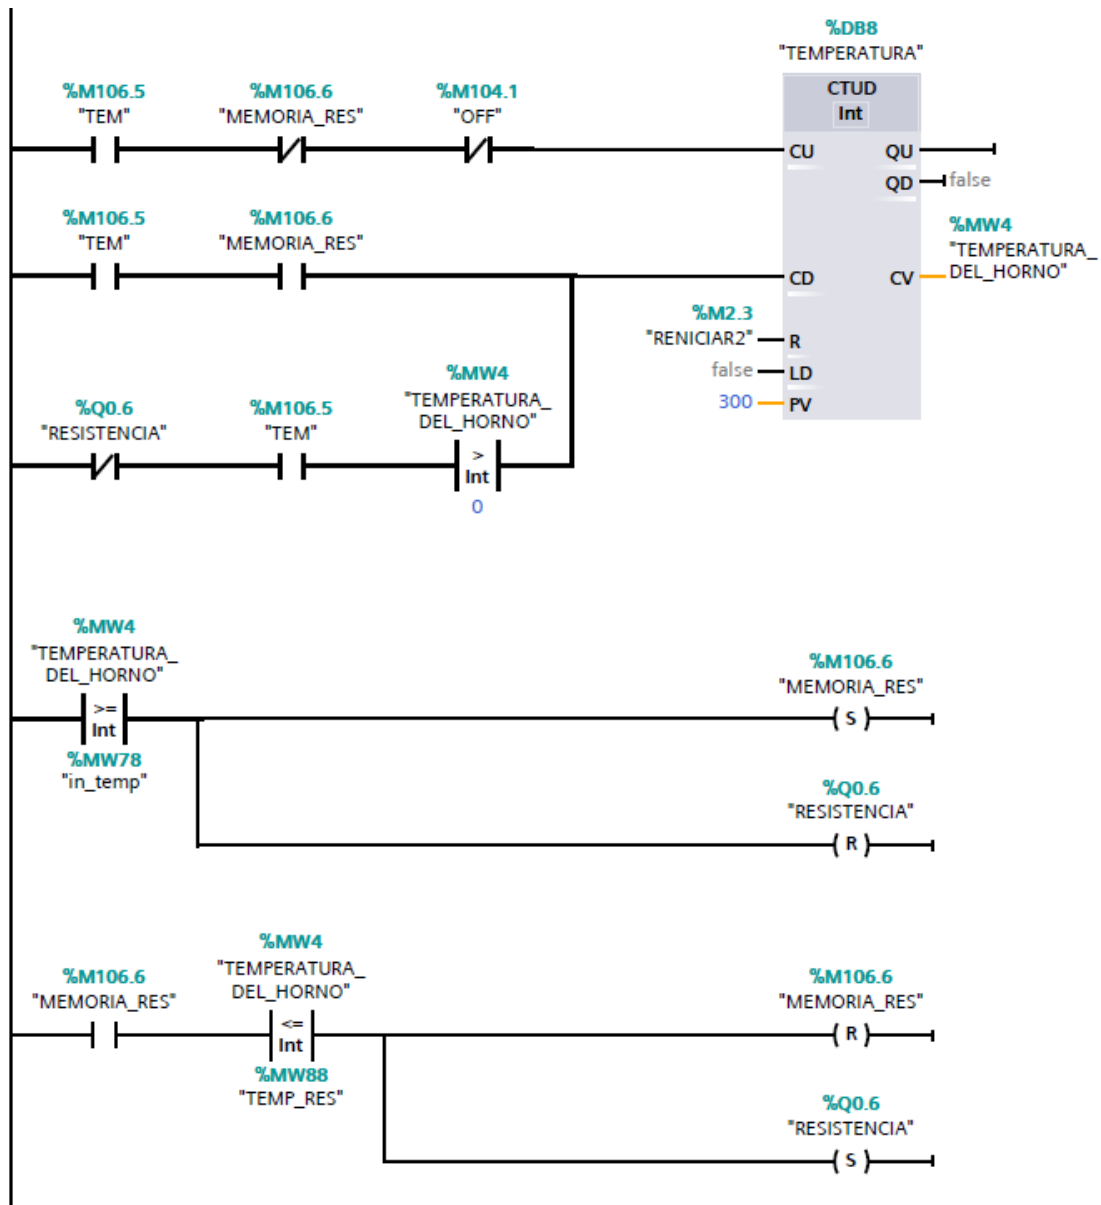 %DB8
"TEMPERATURA"
%M106.5
"TEM"
%M106.6
"MEMORIA_RES"
%M104.1
"OFF"
CTUD
Int
CU
QU
QD
false
%M106.5
"TEM"
%M106.6
"MEMORIA_RES"
%MW4
"TEMPERATURA_
DEL_HORNO"
CD
CV
%M2.3
"RENICIAR2"
R
false
LD
300
PV
%Q0.6
"RESISTENCIA"
%M106.5
"TEM"
%MW4
"TEMPERATURA_
DEL_HORNO"
>
Int
0
%MW4
"TEMPERATURA_
DEL_HORNO"
>=
Int
%MW78
"in_temp"
%M106.6
"MEMORIA_RES"
S
%Q0.6
"RESISTENCIA"
R
%M106.6
"MEMORIA_RES"
%MW4
"TEMPERATURA_
DEL_HORNO"
<=
Int
%MW88
"TEMP_RES"
%M106.6
"MEMORIA_RES"
R
%Q0.6
"RESISTENCIA"
S